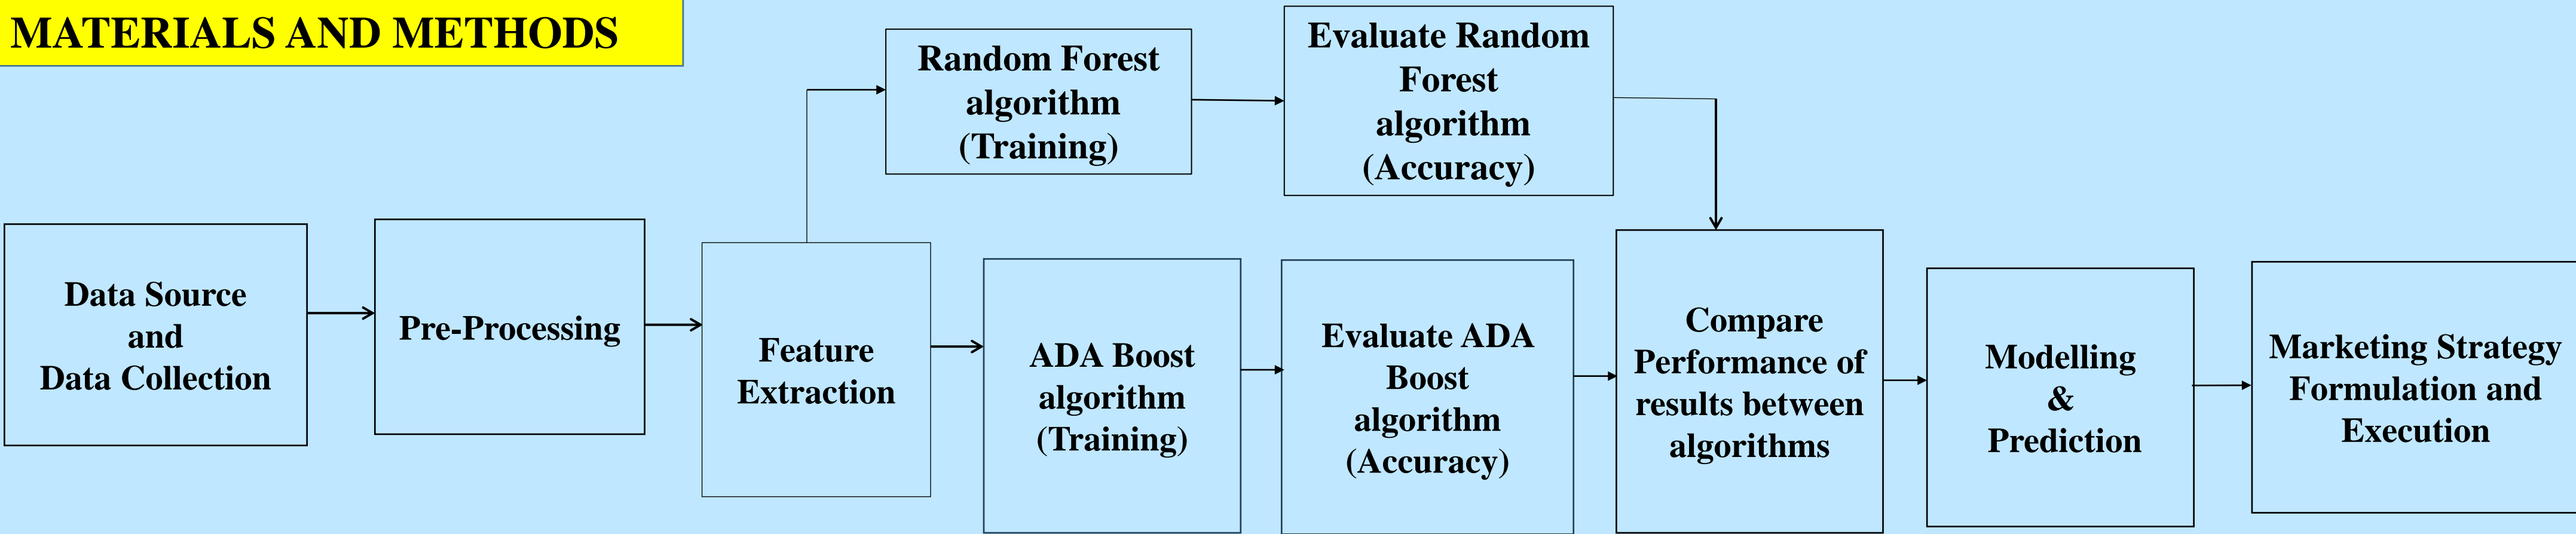 MATERIALS AND METHODS
Random Forest
algorithm
(Training)
Evaluate Random
Forest
algorithm
(Accuracy)
Data Source
and
Data Collection
Pre-Processing
Feature
Extraction
ADA Boost
algorithm
(Training)
Evaluate ADA
Boost
algorithm
(Accuracy)
Compare
Performance of
results between
algorithms
Modelling
&
Prediction
Marketing Strategy
Formulation and
Execution